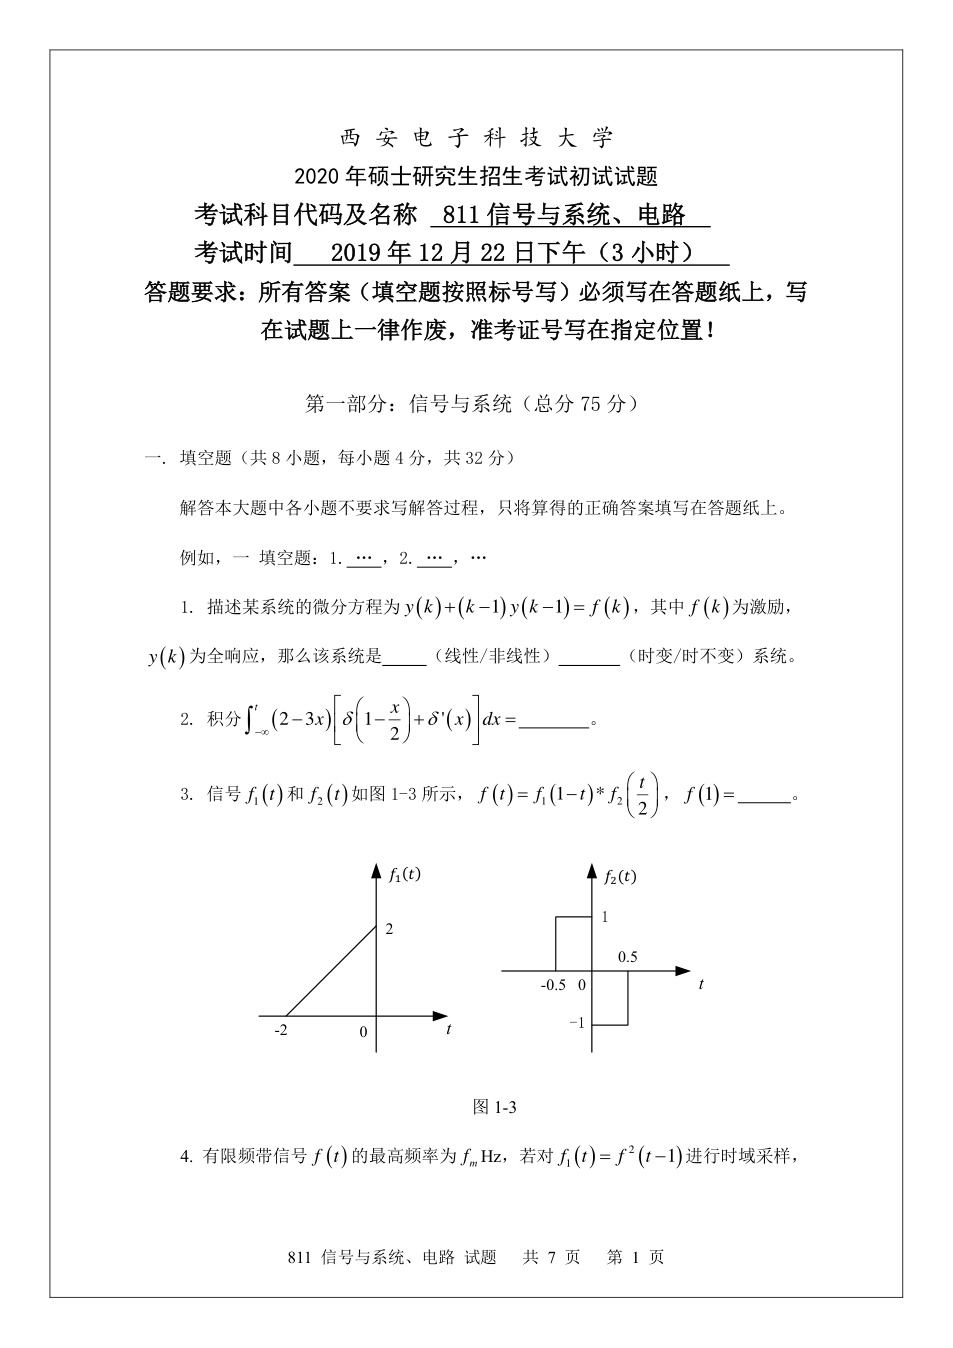 西 安 电 子 科 技 大 学
2020 年硕士研究生招生考试初试试题
考试科目代码及名称 811 信号与系统、电路
考试时间 2019 年 12 月 22 日下午（3 小时）
答题要求：所有答案（填空题按照标号写）必须写在答题纸上，写
在试题上一律作废，准考证号写在指定位置！
第一部分：信号与系统（总分 75 分）
一. 填空题（共 8 小题，每小题 4 分，共 32 分）
解答本大题中各小题不要求写解答过程，只将算得的正确答案填写在答题纸上。
例如，一 填空题：1. … ，2. … ，…
1. 描述某系统的微分方程为 y(k)+(k−1)y(k−1)=f(k)，其中 f(k)为激励，
y(k)为全响应，那么该系统是_____（线性/非线性）_______（时变/时不变）系统。
2. 积分∫_{−∞}^{t}(2−3x)[δ(1−x/2)+δ'(x)]dx=________。
3. 信号 f₁(t)和 f₂(t)如图 1-3 所示，f(t)=f₁(1−t)*f₂(t/2)，f(1)=______。
f₁(t)
2
-2 0 t
f₂(t)
1
0.5
-0.5 0 t
-1
图 1-3
4. 有限频带信号 f(t)的最高频率为 fₘ Hz，若对 f₁(t)=f²(t−1)进行时域采样，
811 信号与系统、电路 试题 共 7 页 第 1 页